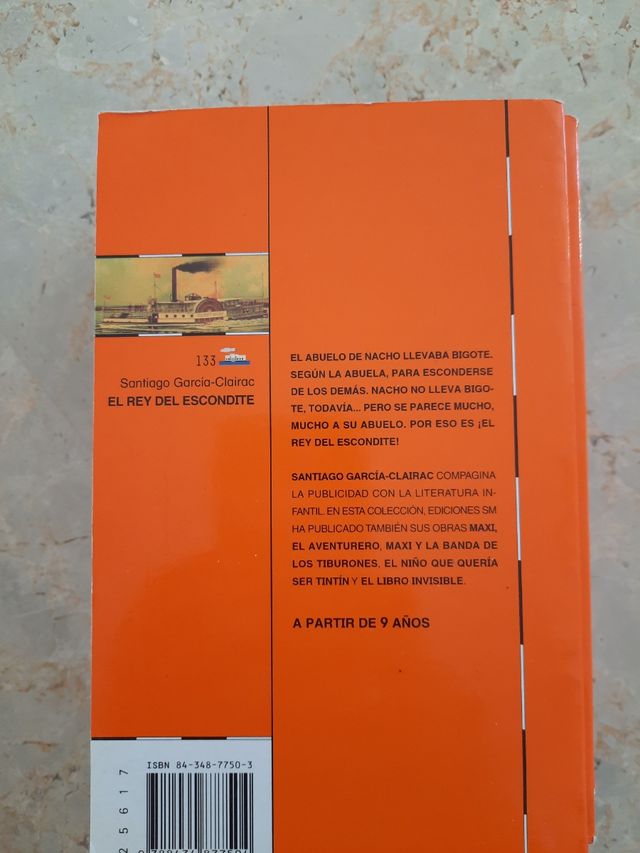 133
Santiago García-Clairac
EL REY DEL ESCONDITE
EL ABUELO DE NACHO LLEVABA BIGOTE.
SEGÚN LA ABUELA, PARA ESCONDERSE
DE LOS DEMÁS. NACHO NO LLEVA BIGO-
TE, TODAVÍA... PERO SE PARECE MUCHO,
MUCHO A SU ABUELO. POR ESO ES ¡EL
REY DEL ESCONDITE!
SANTIAGO GARCÍA-CLAIRAC COMPAGINA
LA PUBLICIDAD CON LA LITERATURA IN-
FANTIL. EN ESTA COLECCIÓN, EDICIONES SM
HA PUBLICADO TAMBIÉN SUS OBRAS MAXI,
EL AVENTURERO, MAXI Y LA BANDA DE
LOS TIBURONES, EL NIÑO QUE QUERÍA
SER TINTÍN Y EL LIBRO INVISIBLE.
A PARTIR DE 9 AÑOS
ISBN 84-348-7750-3
25617